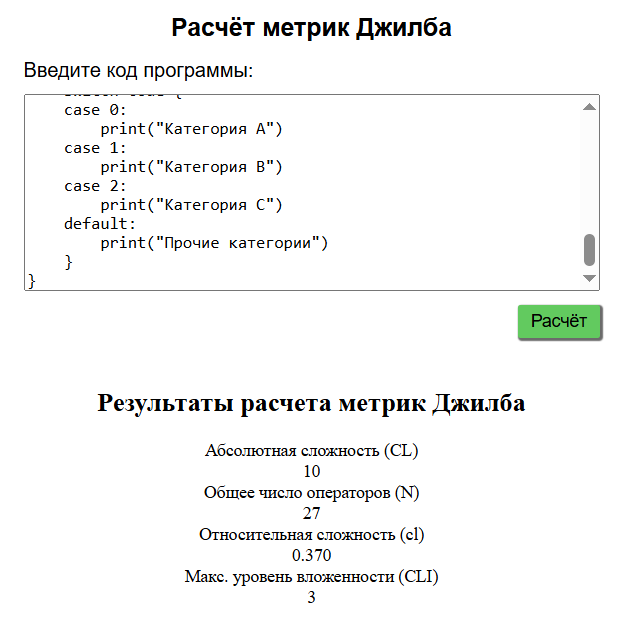 Расчёт метрик Джилба
Введите код программы:
case 0:
print("Категория A")
case 1:
print("Категория B")
case 2:
print("Категория C")
default:
print("Прочие категории")
}
}
Расчёт
Результаты расчета метрик Джилба
Абсолютная сложность (CL)
10
Общее число операторов (N)
27
Относительная сложность (cl)
0.370
Макс. уровень вложенности (CLI)
3